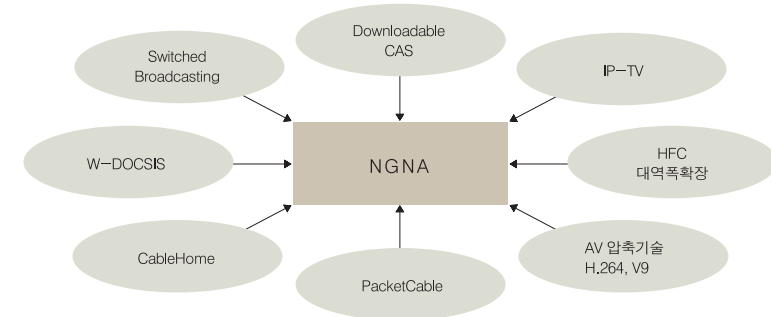 Downloadable
CAS
Switched
Broadcasting
IP-TV
W-DOCSIS
NGNA
HFC
대역폭확장
CableHome
AV 압축기술
H.264, V9
PacketCable